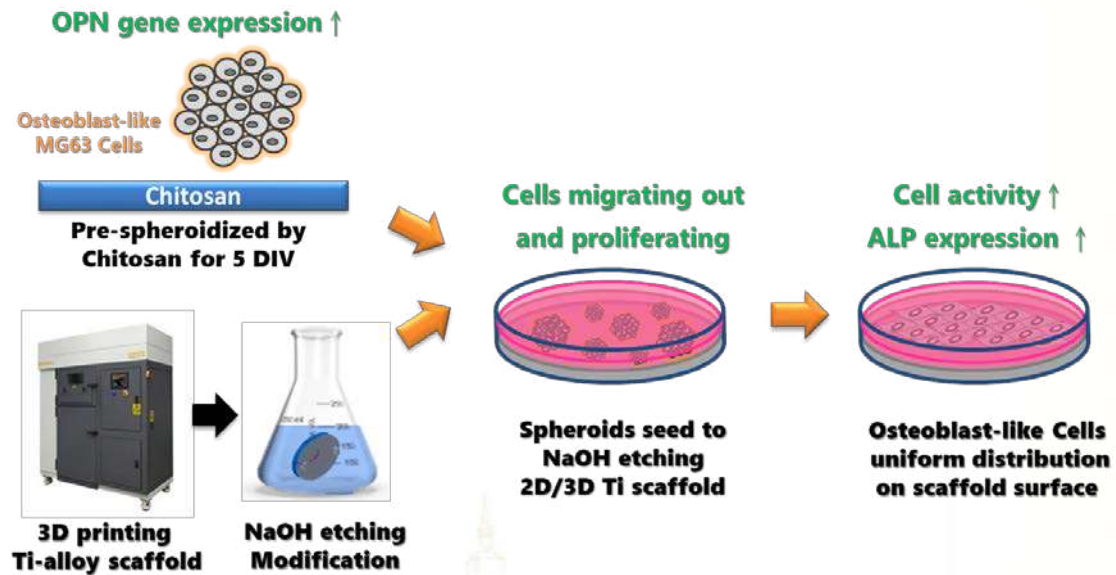 OPN gene expression ↑
Osteoblast-like
MG63 Cells
Chitosan
Pre-spheroidized by
Chitosan for 5 DIV
3D printing
Ti-alloy scaffold
NaOH etching
Modification
Cells migrating out
and proliferating
Spheroids seed to
NaOH etching
2D/3D Ti scaffold
Cell activity ↑
ALP expression ↑
Osteoblast-like Cells
uniform distribution
on scaffold surface